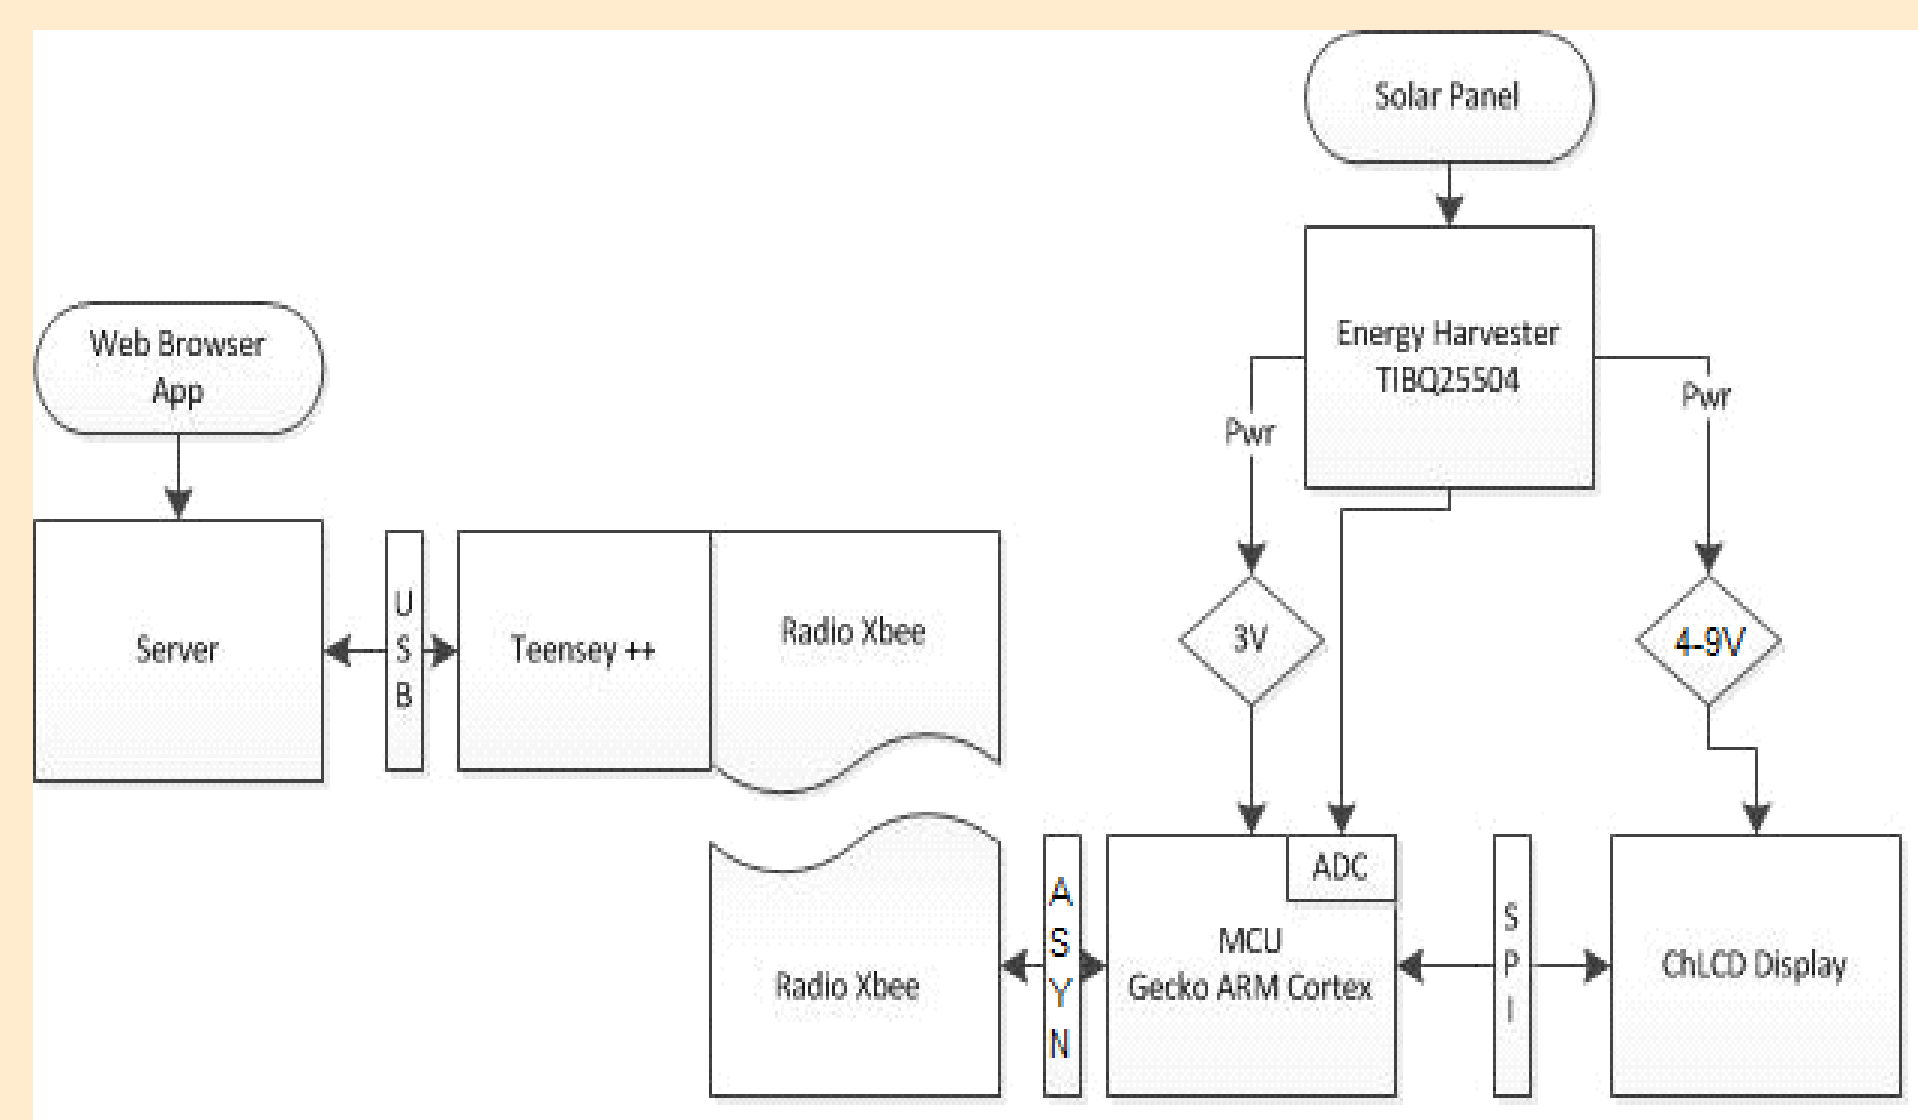 Solar Panel
Energy Harvester
TIBQ25504
Pwr
Pwr
Web Browser
App
Server
U
S
B
Teensey ++
Radio Xbee
3V
4-9V
Radio Xbee
A
S
Y
N
ADC
MCU
Gecko ARM Cortex
S
P
I
ChLCD Display